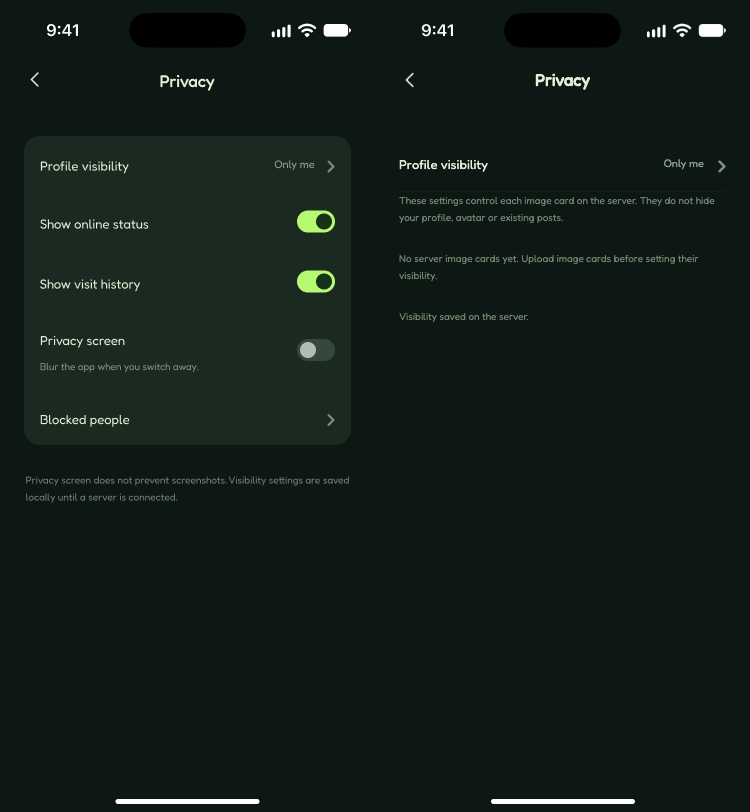 9:41
Privacy
Profile visibility Only me
Show online status
Show visit history
Privacy screen
Blur the app when you switch away.
Blocked people
Privacy screen does not prevent screenshots. Visibility settings are saved
locally until a server is connected.
9:41
Privacy
Profile visibility Only me
These settings control each image card on the server. They do not hide
your profile, avatar or existing posts.
No server image cards yet. Upload image cards before setting their
visibility.
Visibility saved on the server.